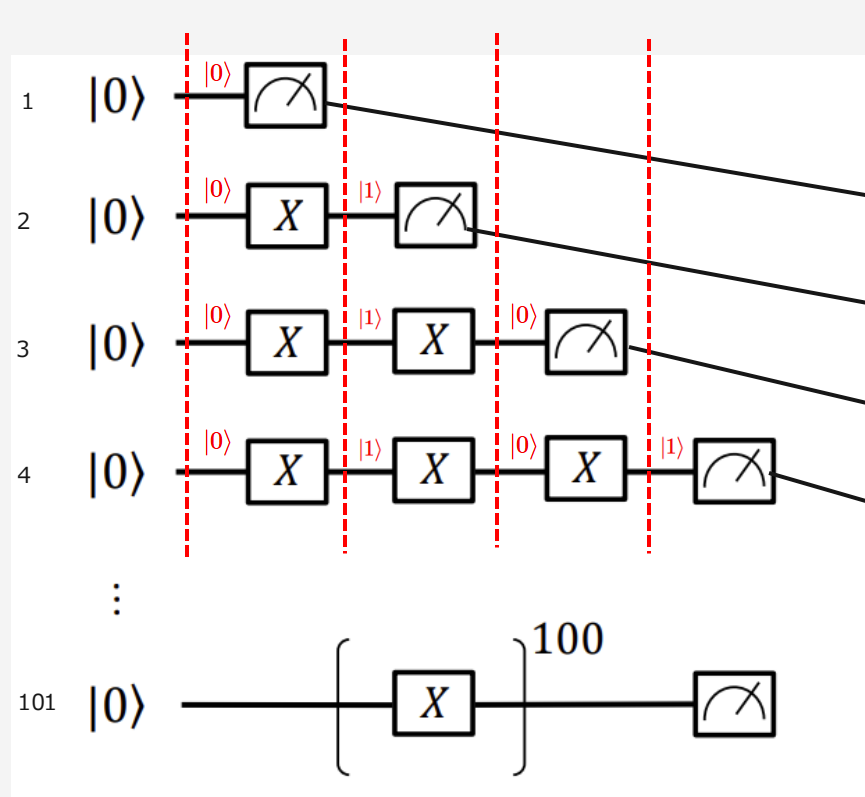 1 |0⟩ |0⟩
2 |0⟩ |0⟩ X |1⟩
3 |0⟩ |0⟩ X |1⟩ X |0⟩
4 |0⟩ |0⟩ X |1⟩ X |0⟩ X |1⟩
⋮
101 |0⟩ [ X ] 100